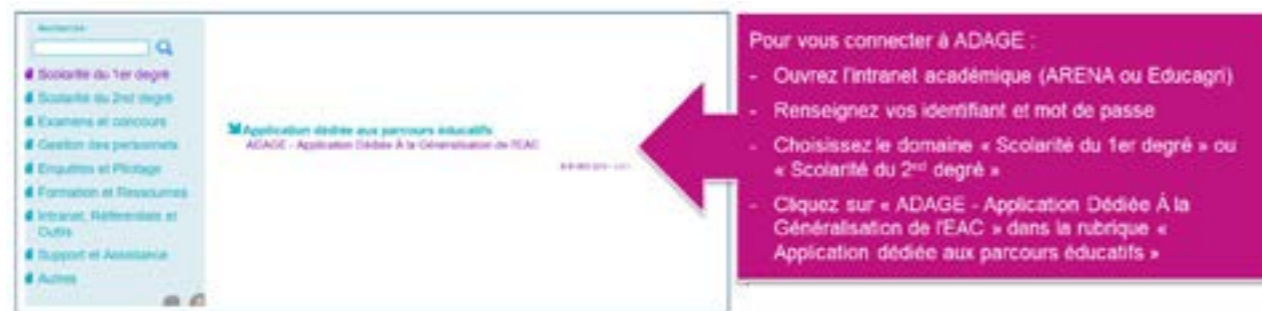 Rechercher
Scolarité du 1er degré
Scolarité du 2nd degré
Examens et concours
Gestion des personnels
Enquêtes et Pilotage
Formation et Ressources
Intranet, Référentiels et
Outils
Support et Assistance
Autres
Application dédiée aux parcours éducatifs
ADAGE - Application Dédiée À la Généralisation de l'EAC
Pour vous connecter à ADAGE :
- Ouvrez l'intranet académique (ARENA ou Educagri)
- Renseignez vos identifiant et mot de passe
- Choisissez le domaine « Scolarité du 1er degré » ou
« Scolarité du 2nd degré »
- Cliquez sur « ADAGE - Application Dédiée Á la
Généralisation de l'EAC » dans la rubrique «
Application dédiée aux parcours éducatifs »